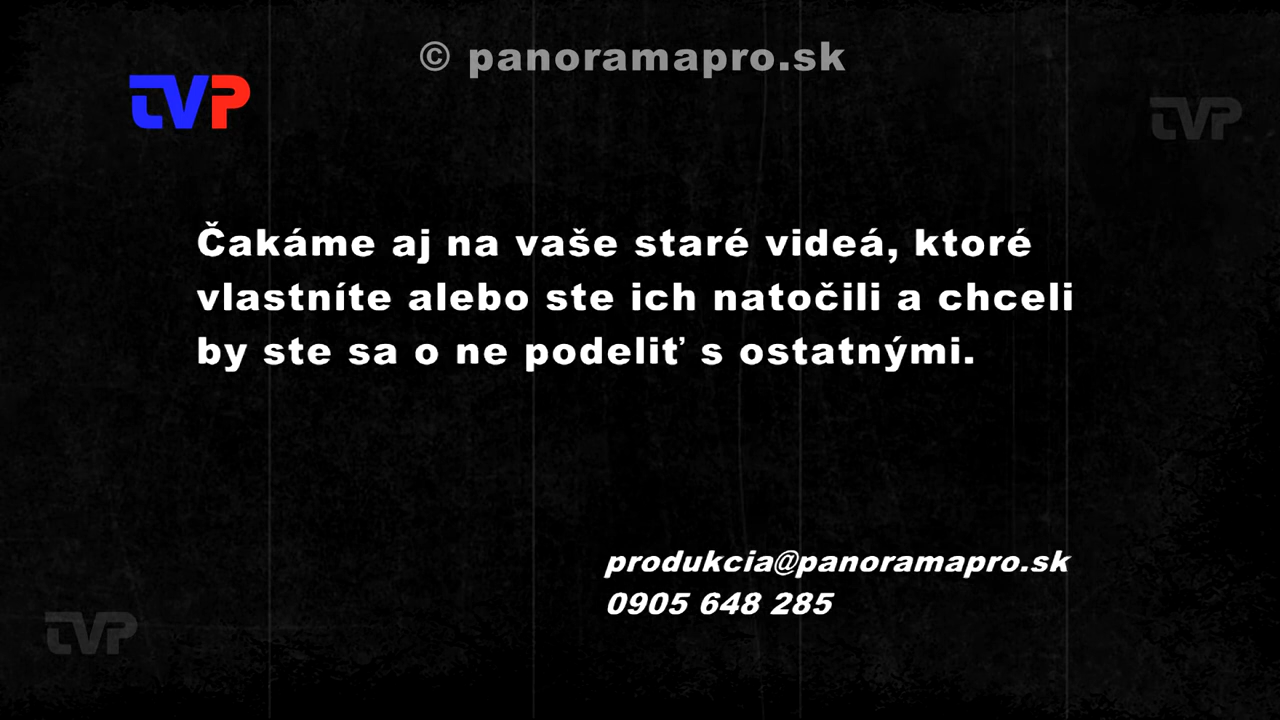 © panoramapro.sk
TVP
TVP
Čakáme aj na vaše staré videá, ktoré
vlastníte alebo ste ich natočili a chceli
by ste sa o ne podeliť s ostatnými.
produkcia@panoramapro.sk
0905 648 285
TVP